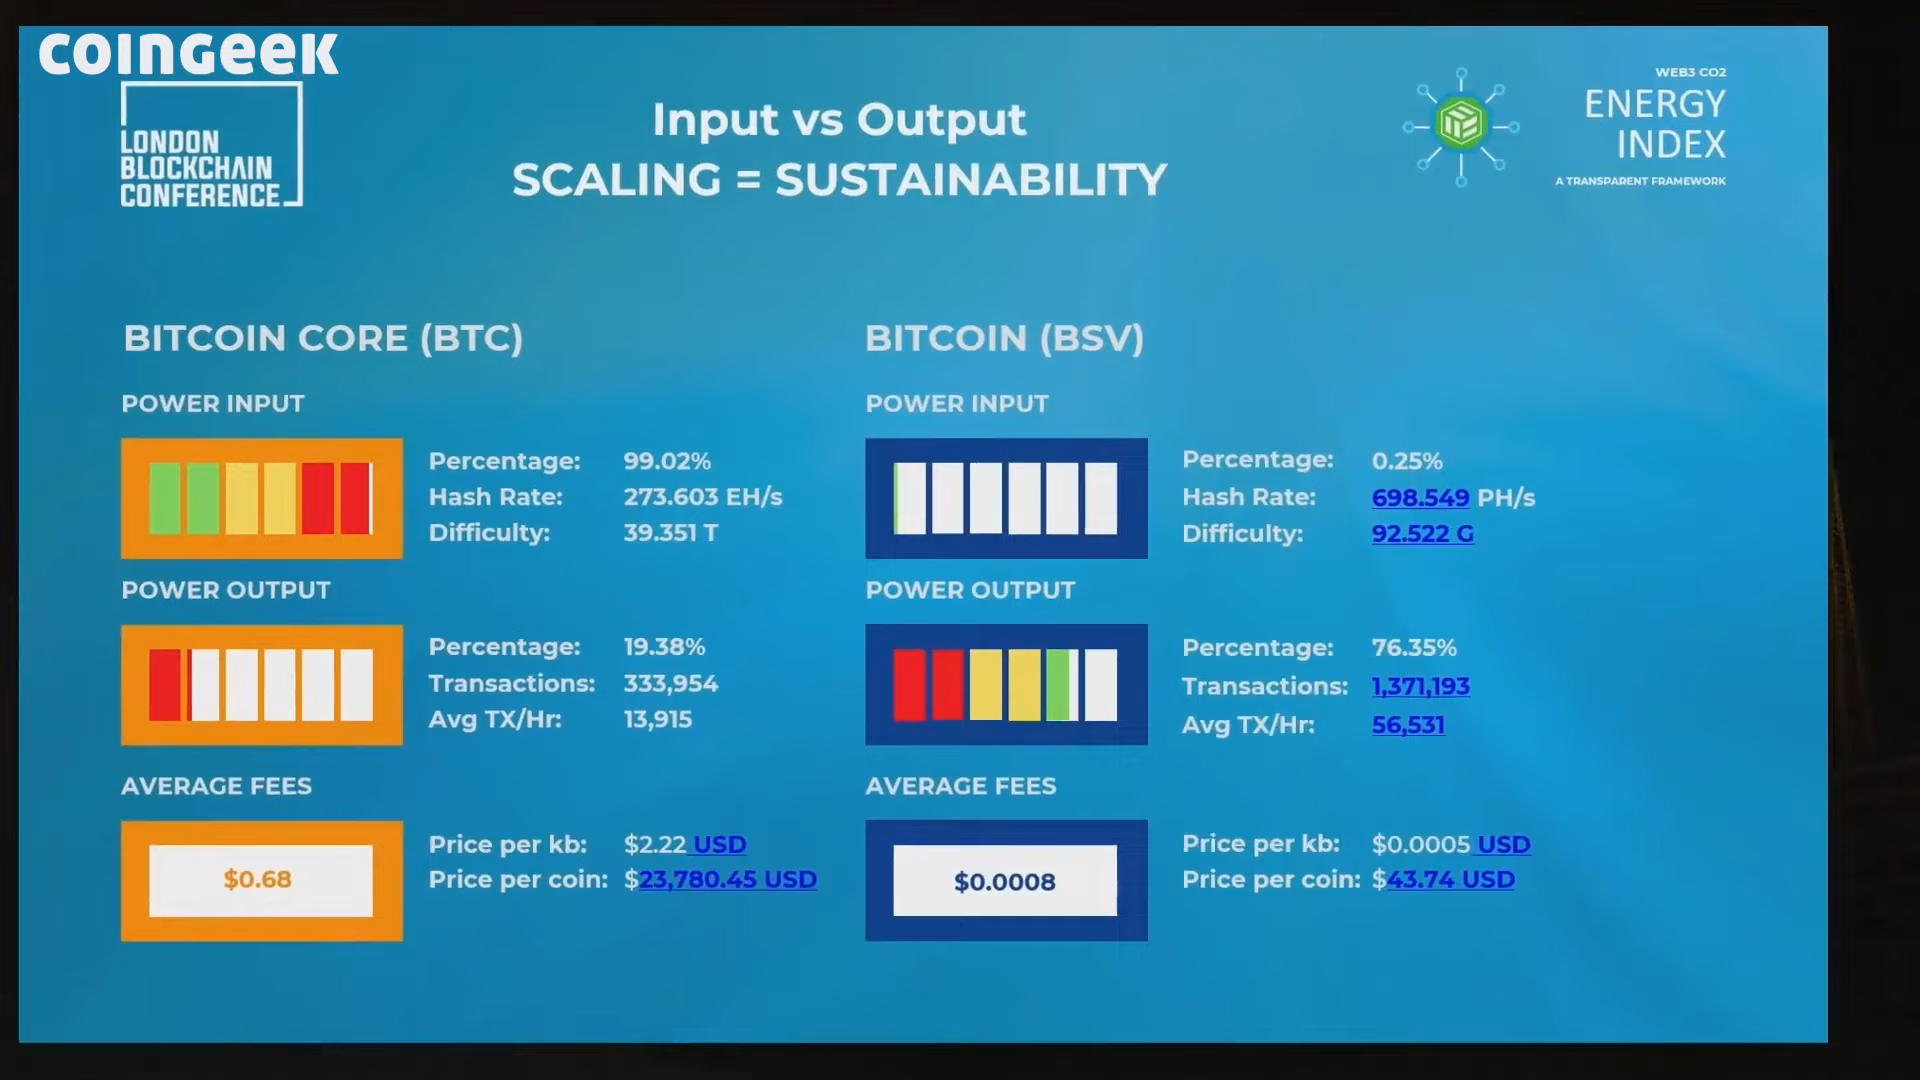 COINGEEK
LONDON
BLOCKCHAIN
CONFERENCE
Input vs Output
SCALING = SUSTAINABILITY
WEB3 CO2
ENERGY
INDEX
A TRANSPARENT FRAMEWORK
BITCOIN CORE (BTC)
POWER INPUT
Percentage: 99.02%
Hash Rate: 273.603 EH/s
Difficulty: 39.351 T
POWER OUTPUT
Percentage: 19.38%
Transactions: 333,954
Avg TX/Hr: 13,915
AVERAGE FEES
$0.68
Price per kb: $2.22 USD
Price per coin: $23,780.45 USD
BITCOIN (BSV)
POWER INPUT
Percentage: 0.25%
Hash Rate: 698.549 PH/s
Difficulty: 92.522 G
POWER OUTPUT
Percentage: 76.35%
Transactions: 1,371,193
Avg TX/Hr: 56,531
AVERAGE FEES
$0.0008
Price per kb: $0.0005 USD
Price per coin: $43.74 USD